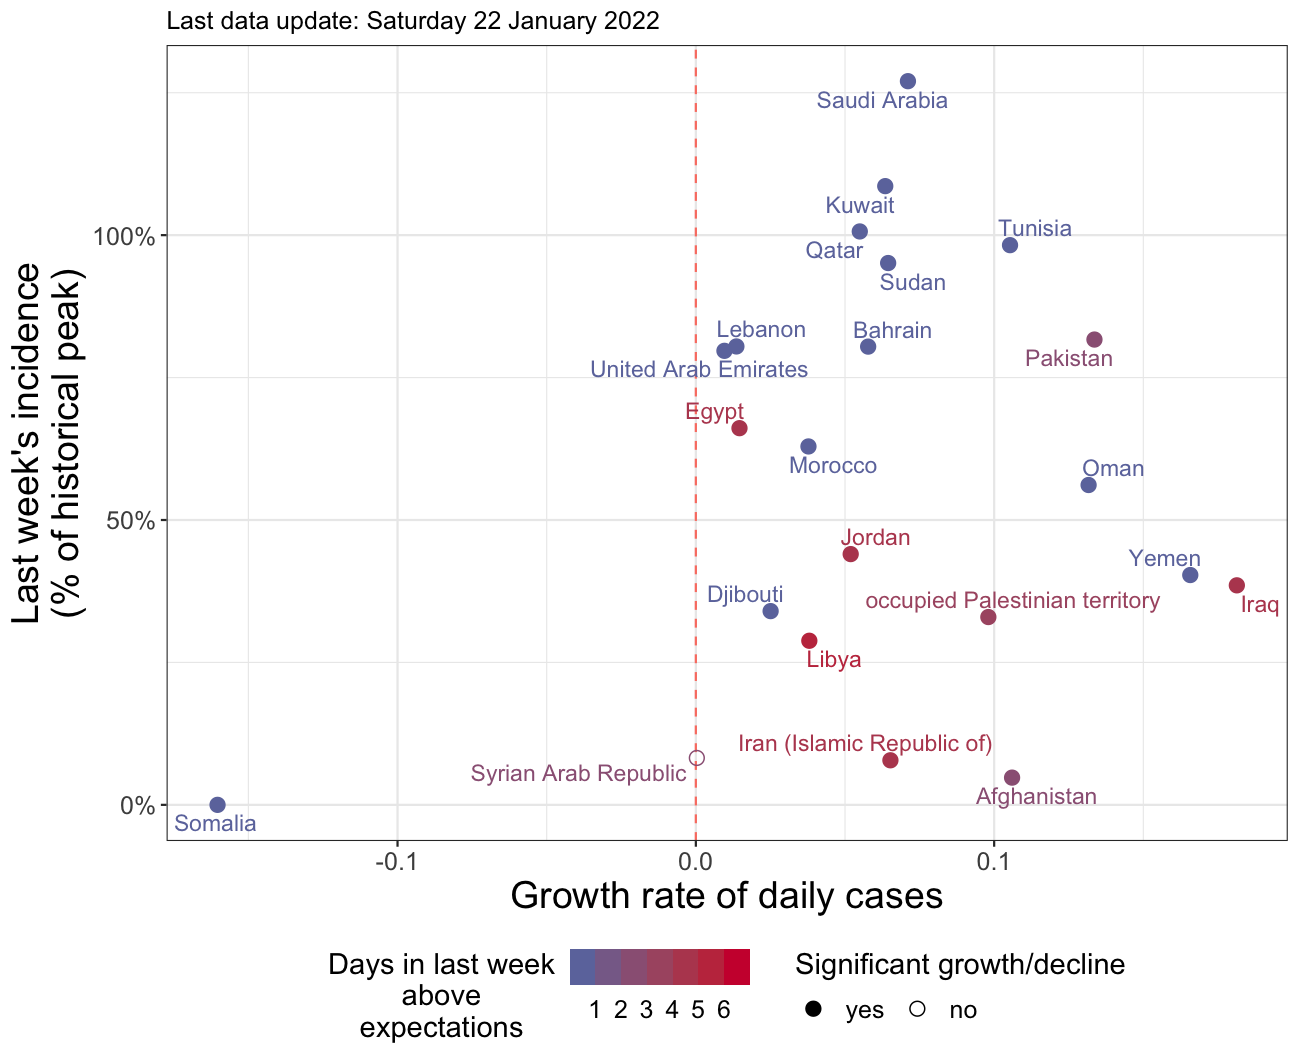 Last data update: Saturday 22 January 2022
Last week's incidence
(% of historical peak)
100%
50%
0%
Saudi Arabia
Kuwait
Tunisia
Qatar
Sudan
Lebanon
Bahrain
Pakistan
United Arab Emirates
Egypt
Morocco
Oman
Jordan
Yemen
Djibouti
occupied Palestinian territory
Iraq
Libya
Iran (Islamic Republic of)
Syrian Arab Republic
Afghanistan
Somalia
-0.1
0.0
0.1
Growth rate of daily cases
Days in last week
above
expectations
1 2 3 4 5 6
Significant growth/decline
yes no